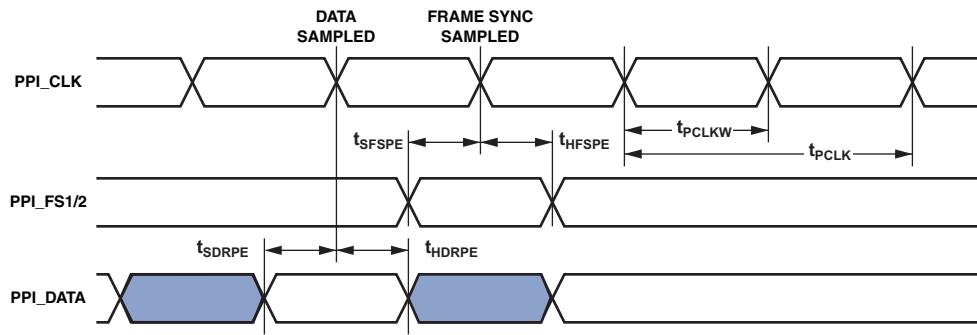 DATA
SAMPLED
FRAME SYNC
SAMPLED
PPI_CLK
tSFSPE
tHFSPE
tPCLKW
tPCLK
PPI_FS1/2
tSDRPE
tHDRPE
PPI_DATA